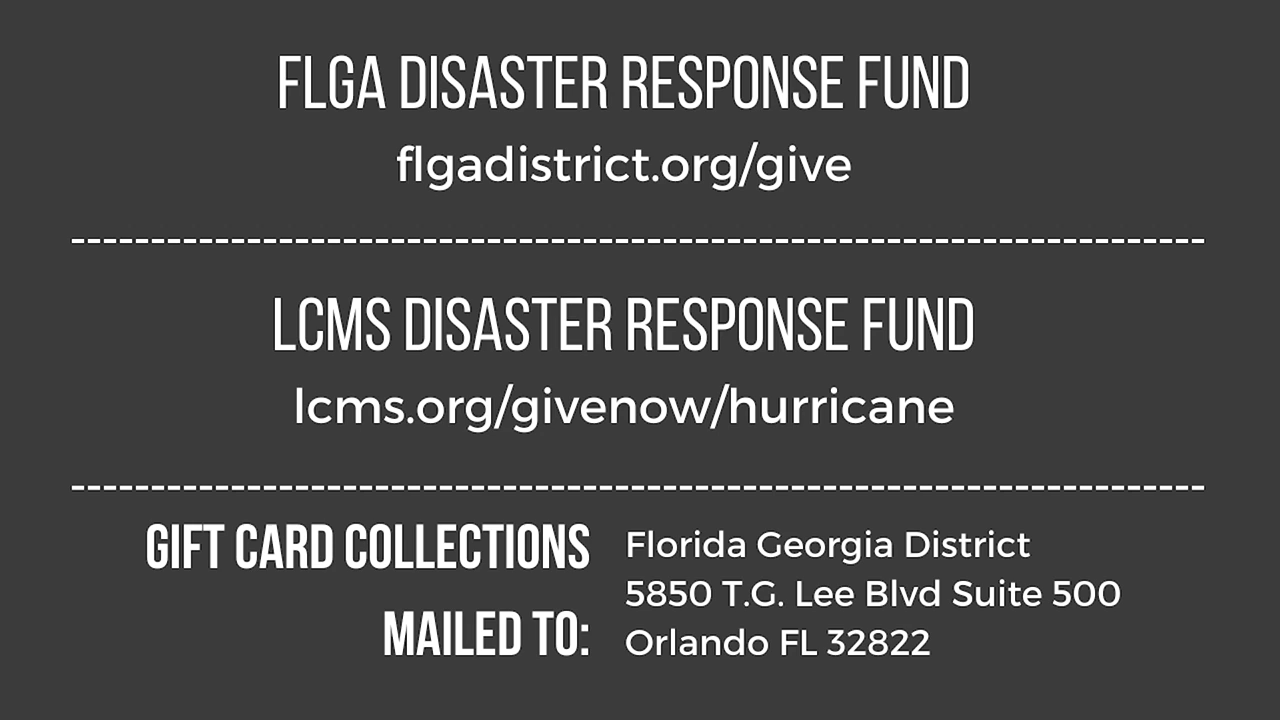 FLGA DISASTER RESPONSE FUND
flgadistrict.org/give
LCMS DISASTER RESPONSE FUND
lcms.org/givenow/hurricane
GIFT CARD COLLECTIONS
MAILED TO:
Florida Georgia District
5850 T.G. Lee Blvd Suite 500
Orlando FL 32822